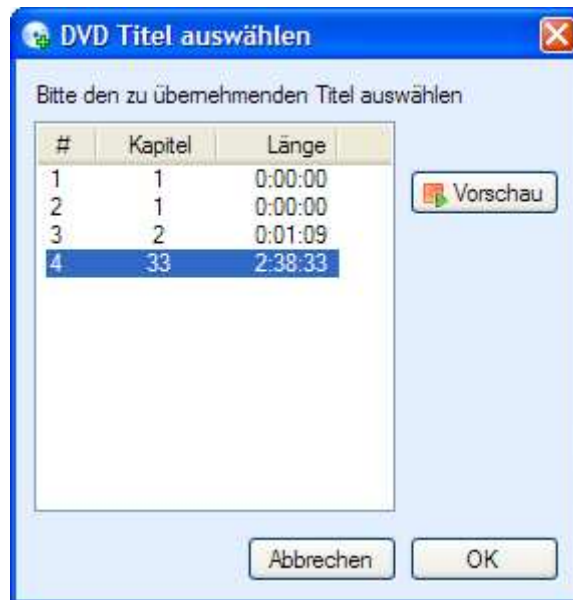 DVD Titel auswählen
Bitte den zu übernehmenden Titel auswählen
# Kapitel Länge
1 1 0:00:00
2 1 0:00:00
3 2 0:01:09
4 33 2:38:33
Vorschau
Abbrechen OK